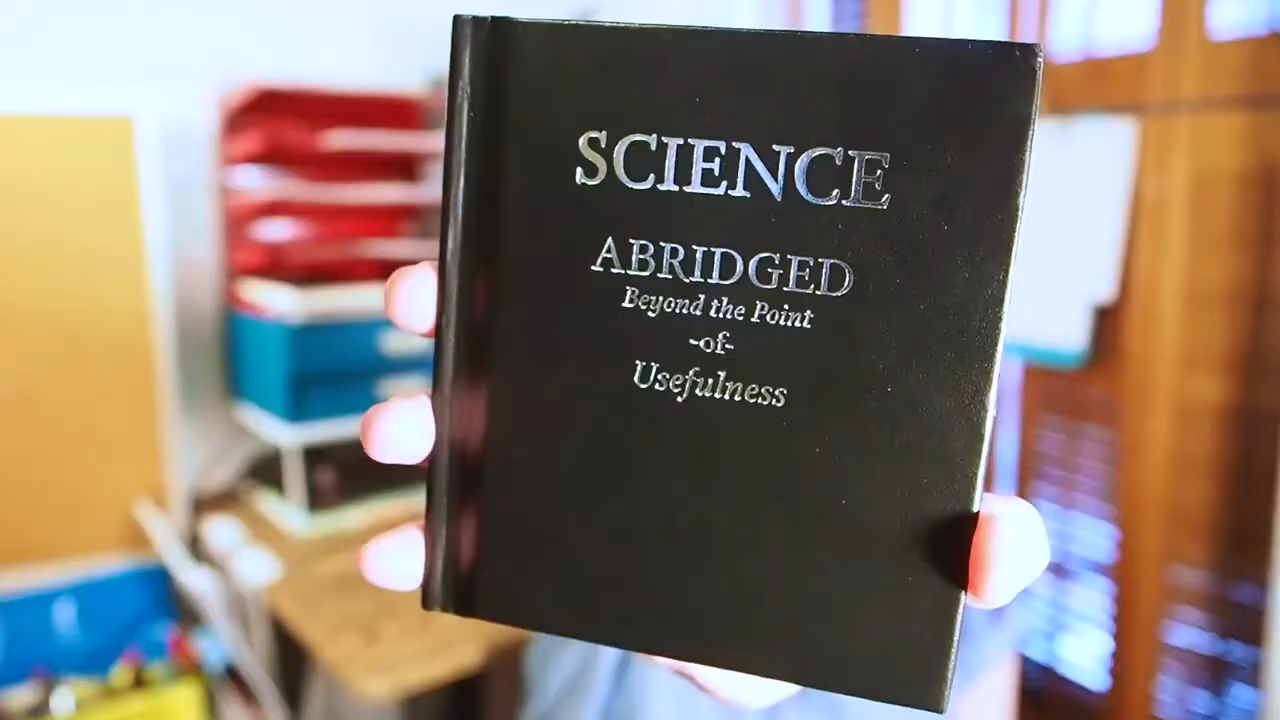 SCIENCE
ABRIDGED
Beyond the Point
-of-
Usefulness